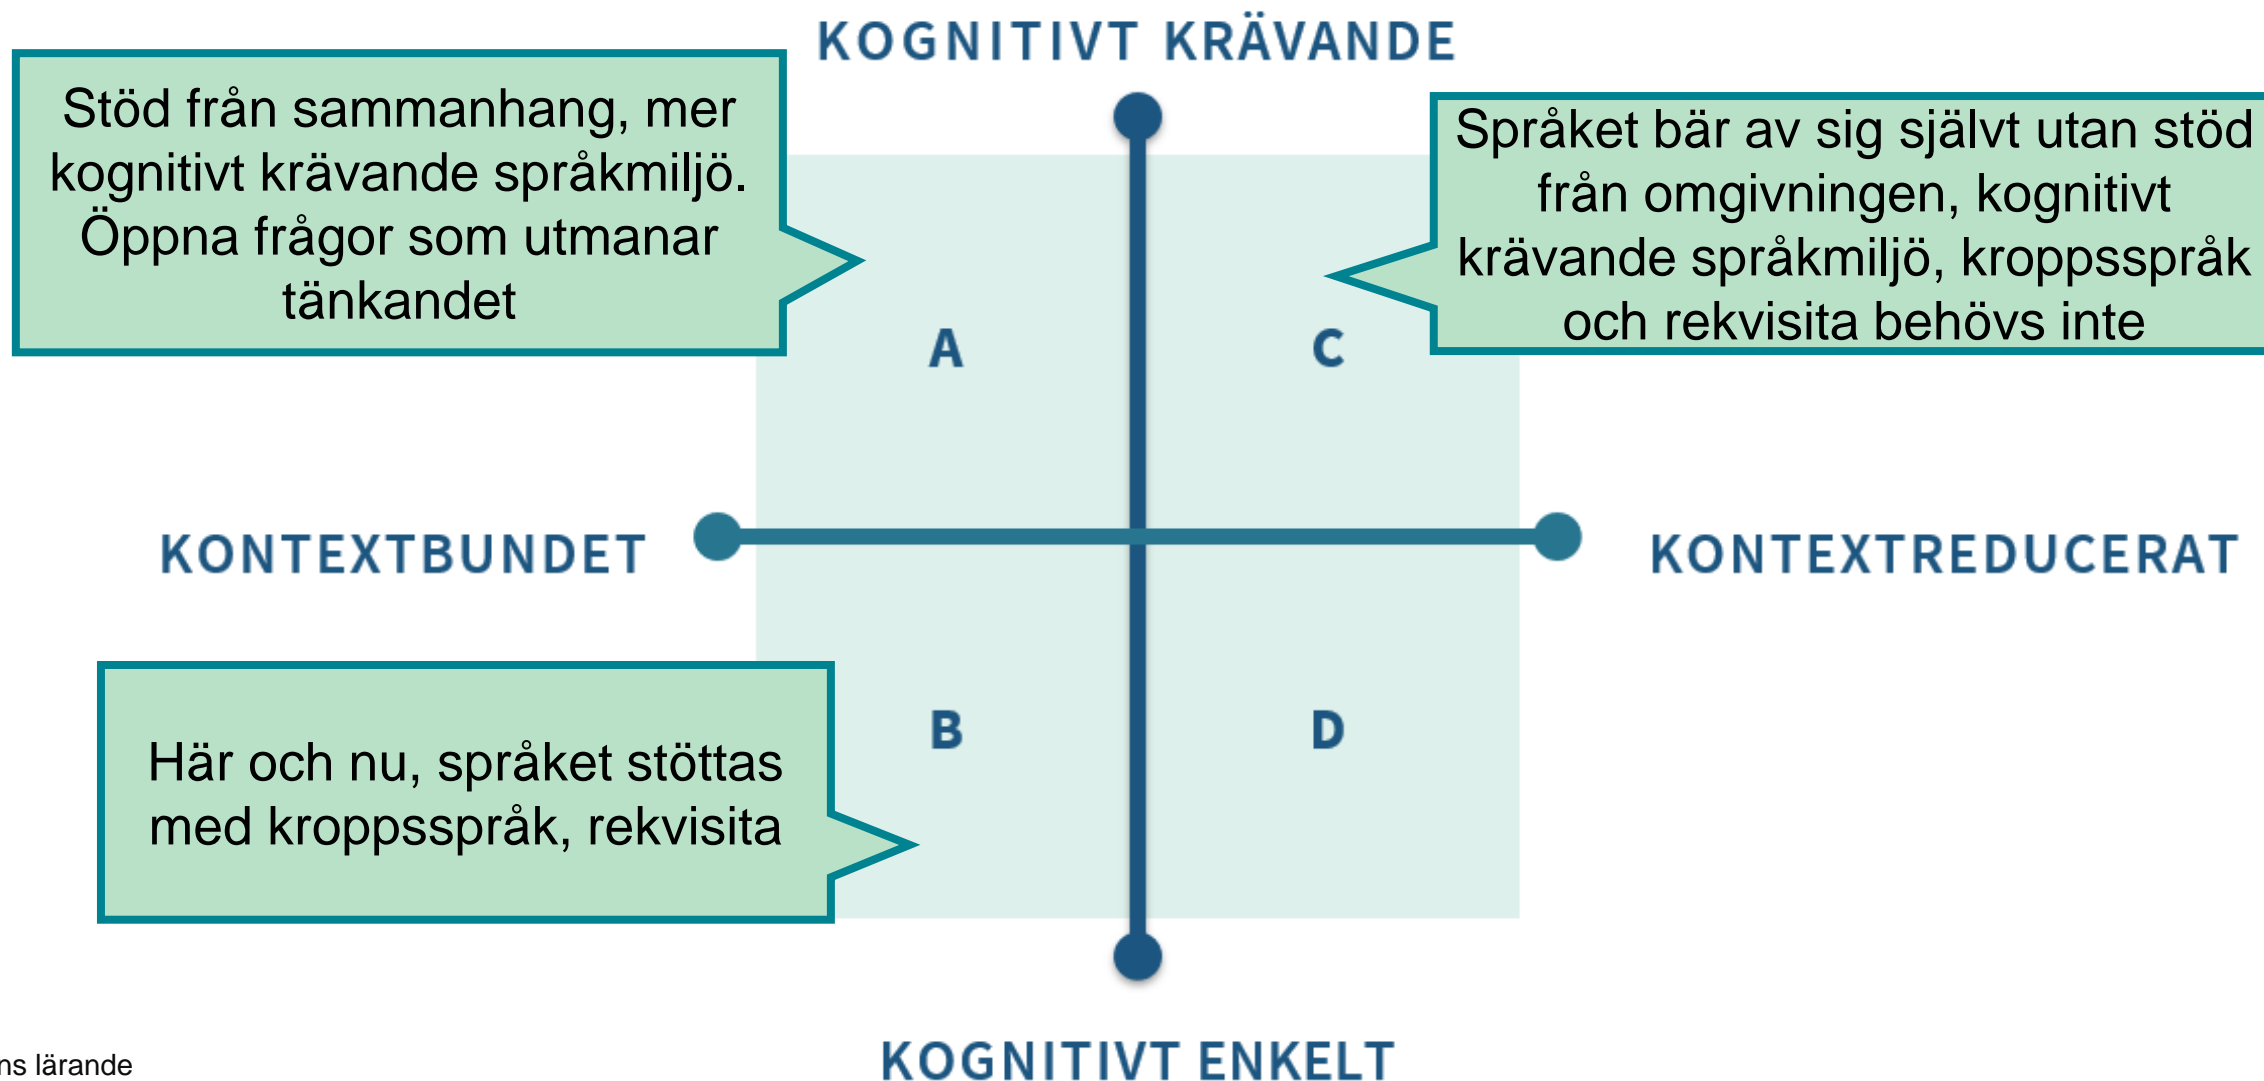 KOGNITIVT KRÄVANDE
Stöd från sammanhang, mer
kognitivt krävande språkmiljö.
Öppna frågor som utmanar
tänkandet
Språket bär av sig självt utan stöd
från omgivningen, kognitivt
krävande språkmiljö, kroppsspråk
och rekvisita behövs inte
A
C
KONTEXTBUNDET
KONTEXTREDUCERAT
Här och nu, språket stöttas
med kroppsspråk, rekvisita
B
D
KOGNITIVT ENKELT
lärande